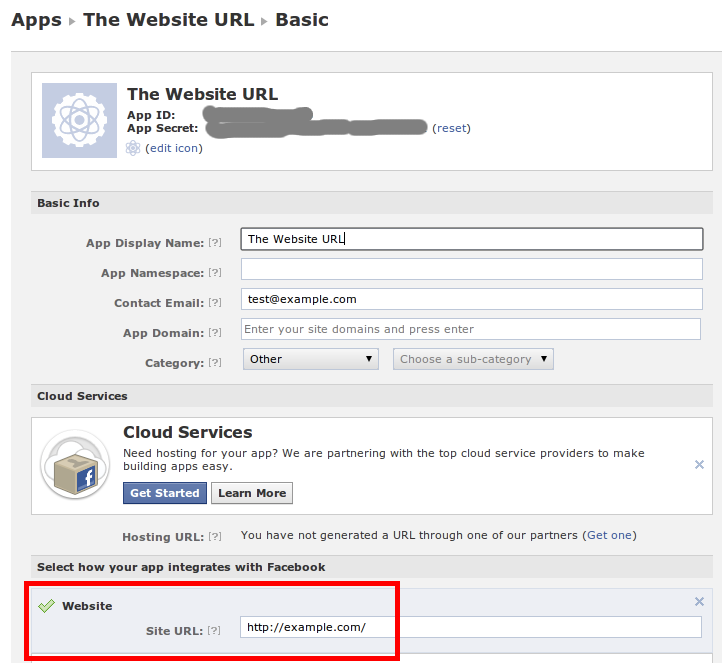 Apps ▸ The Website URL ▸ Basic
The Website URL
App ID:
App Secret: (reset)
(edit icon)
Basic Info
App Display Name: [?] The Website URL
App Namespace: [?]
Contact Email: [?] test@example.com
App Domain: [?] Enter your site domains and press enter
Category: [?] Other ▼ Choose a sub-category ▼
Cloud Services
Cloud Services
Need hosting for your app? We are partnering with the top cloud service providers to make
building apps easy.
Get Started Learn More
Hosting URL: [?] You have not generated a URL through one of our partners (Get one)
Select how your app integrates with Facebook
Website
Site URL: [?] http://example.com/